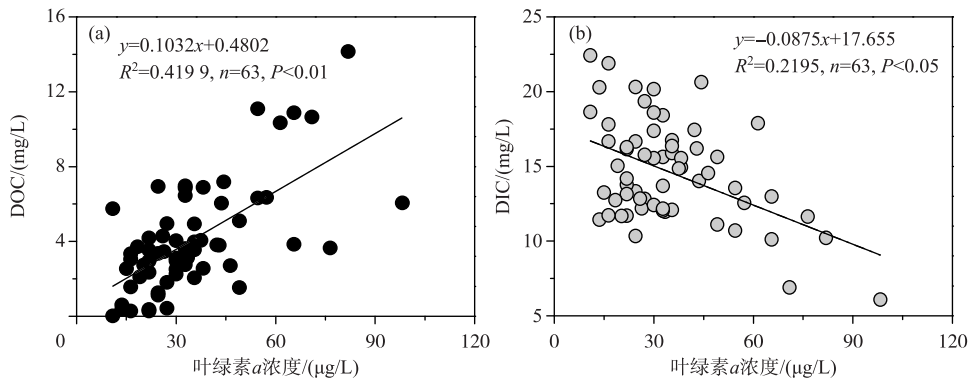 (a)
y=0.1032x+0.4802
R²=0.419 9, n=63, P<0.01
16
12
8
4
0
DOC/(mg/L)
0 30 60 90 120
叶绿素a浓度/(μg/L)
(b)
y=−0.0875x+17.655
R²=0.2195, n=63, P<0.05
25
20
15
10
5
DIC/(mg/L)
0 30 60 90 120
叶绿素a浓度/(μg/L)